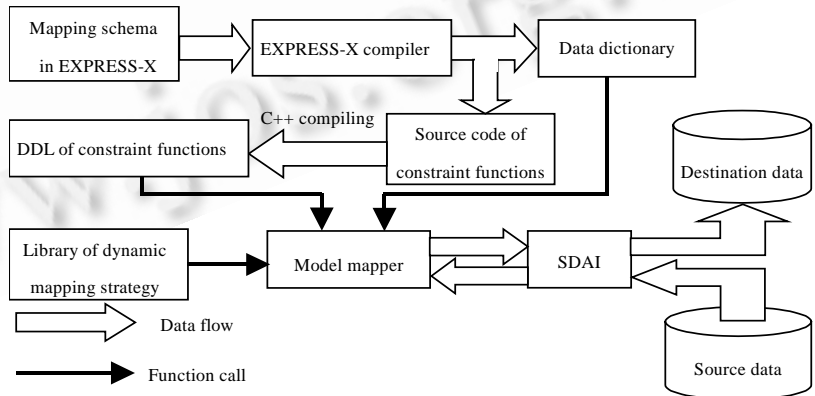 Mapping schema
in EXPRESS-X
EXPRESS-X compiler
Data dictionary
C++ compiling
DDL of constraint functions
Source code of
constraint functions
Destination data
Library of dynamic
mapping strategy
Model mapper
SDAI
Data flow
Source data
Function call